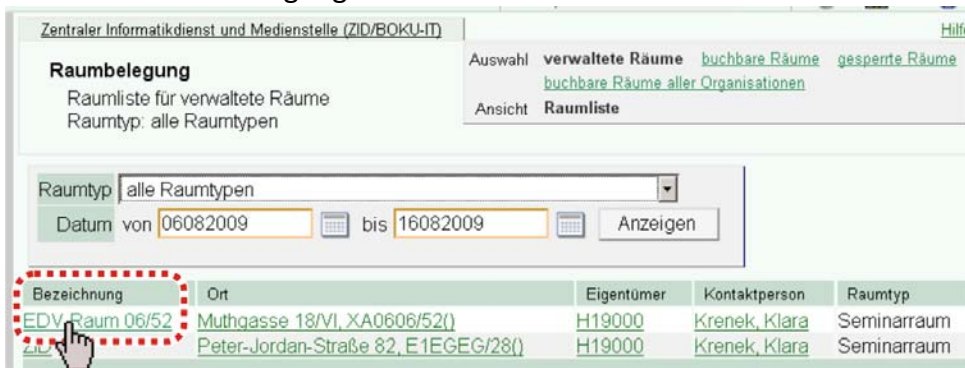 Zentraler Informatikdienst und Medienstelle (ZID/BOKU-IT)
Hilfe
Raumbelegung
Raumliste für verwaltete Räume
Raumtyp: alle Raumtypen
Auswahl verwaltete Räume buchbare Räume gesperrte Räume
buchbare Räume aller Organisationen
Ansicht Raumliste
Raumtyp alle Raumtypen
Datum von 06082009 bis 16082009 Anzeigen
Bezeichnung Ort Eigentümer Kontaktperson Raumtyp
EDV-Raum 06/52 Muthgasse 18/VI, XA0606/52() H19000 Krenek, Klara Seminarraum
ZID Peter-Jordan-Straße 82, E1EGEG/28() H19000 Krenek, Klara Seminarraum